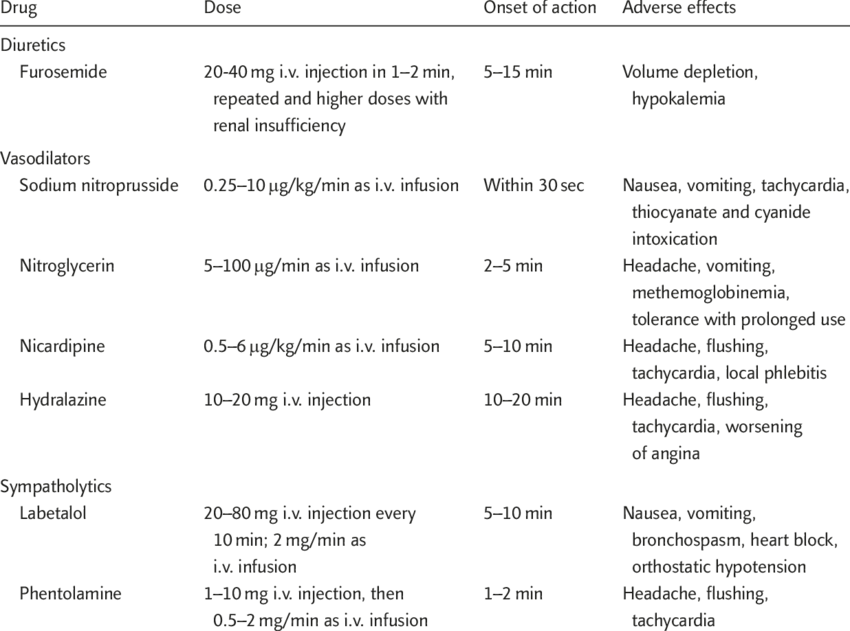 Drug Dose Onset of action Adverse effects
Diuretics
Furosemide 20-40 mg i.v. injection in 1–2 min, 5–15 min Volume depletion,
repeated and higher doses with hypokalemia
renal insufficiency
Vasodilators
Sodium nitroprusside 0.25–10 μg/kg/min as i.v. infusion Within 30 sec Nausea, vomiting, tachycardia,
thiocyanate and cyanide
intoxication
Nitroglycerin 5–100 μg/min as i.v. infusion 2–5 min Headache, vomiting,
methemoglobinemia,
tolerance with prolonged use
Nicardipine 0.5–6 μg/kg/min as i.v. infusion 5–10 min Headache, flushing,
tachycardia, local phlebitis
Hydralazine 10–20 mg i.v. injection 10–20 min Headache, flushing,
tachycardia, worsening
of angina
Sympatholytics
Labetalol 20–80 mg i.v. injection every 5–10 min Nausea, vomiting,
10 min; 2 mg/min as bronchospasm, heart block,
i.v. infusion orthostatic hypotension
Phentolamine 1–10 mg i.v. injection, then 1–2 min Headache, flushing,
0.5–2 mg/min as i.v. infusion tachycardia